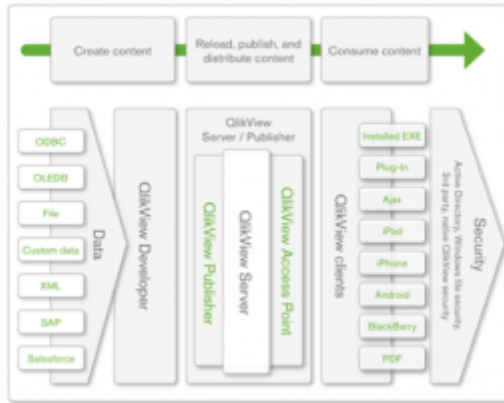 Create content
Reload, publish, and
distribute content
Consume content
ODBC
OLEDB
File
Custom data
XML
SAP
Salesforce
Data
QlikView Developer
QlikView
Server / Publisher
QlikView Publisher
QlikView Server
QlikView Access Point
QlikView clients
Installed EXE
Plug-In
Ajax
iPad
iPhone
Android
BlackBerry
PDF
Security
Active Directory, Windows file security,
3rd party, native QlikView security